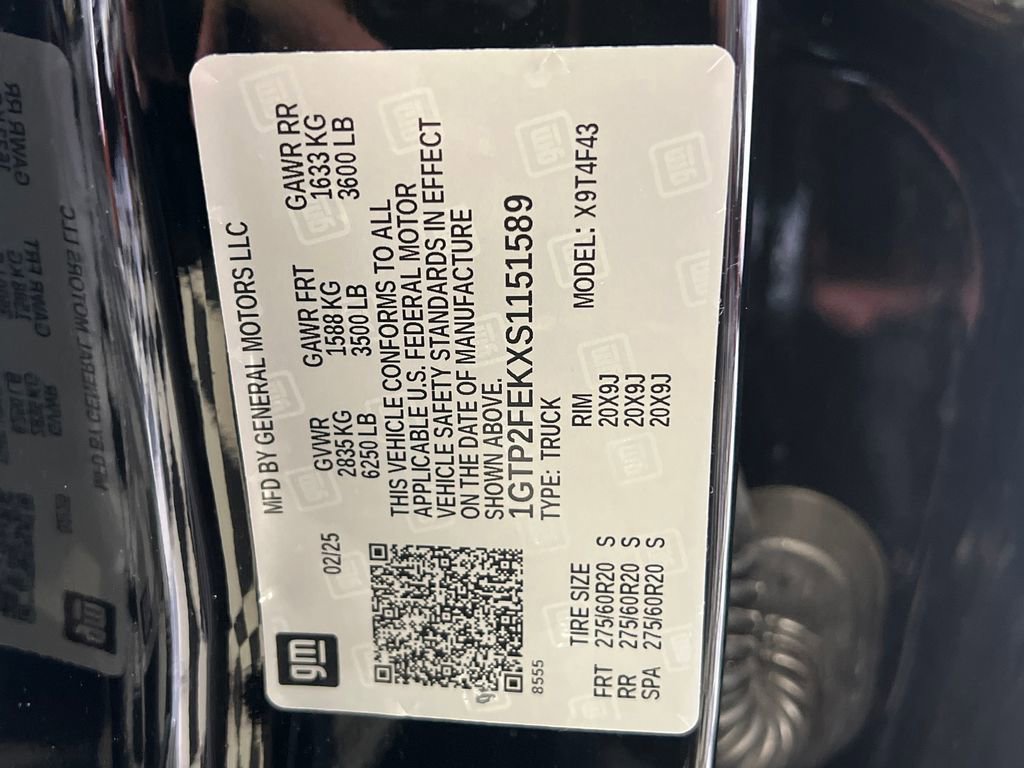 gm
MFD BY GENERAL MOTORS LLC
02/25
GVWR GAWR FRT GAWR RR
2835 KG 1588 KG 1633 KG
6250 LB 3500 LB 3600 LB
THIS VEHICLE CONFORMS TO ALL
APPLICABLE U.S. FEDERAL MOTOR
VEHICLE SAFETY STANDARDS IN EFFECT
ON THE DATE OF MANUFACTURE
SHOWN ABOVE.
1GTP2FEKXS1151589
8555
TYPE: TRUCK
MODEL: X9T4F43
TIRE SIZE RIM
FRT 275/60R20 S 20X9J
RR 275/60R20 S 20X9J
SPA 275/60R20 S 20X9J